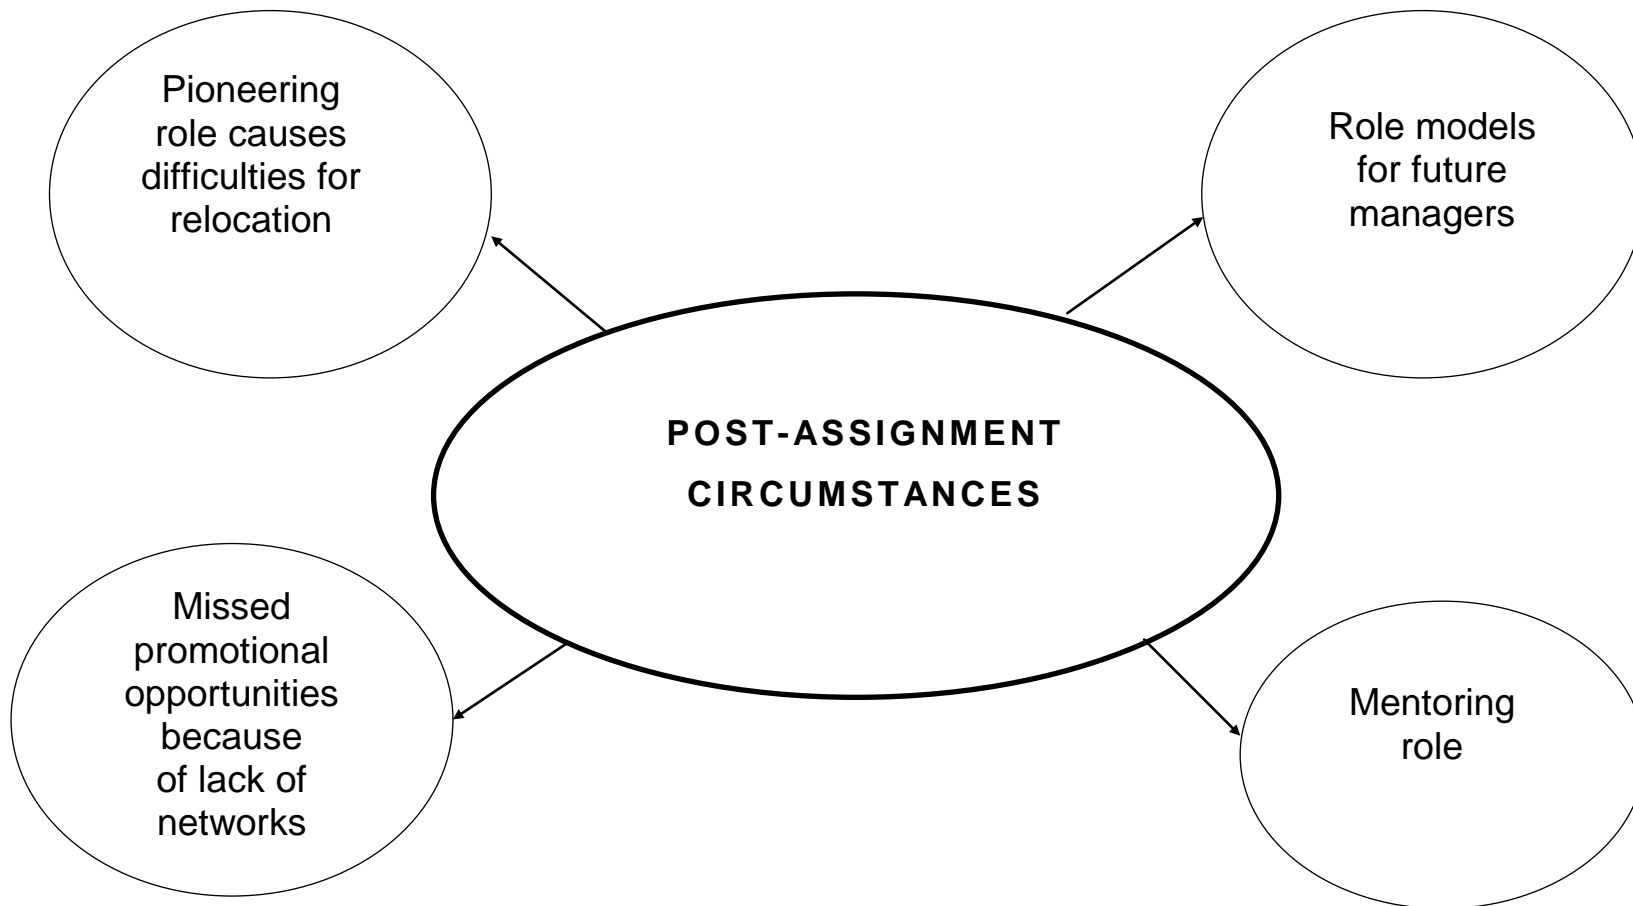 Pioneering
role causes
difficulties for
relocation
Role models
for future
managers
POST-ASSIGNMENT
CIRCUMSTANCES
Missed
promotional
opportunities
because
of lack of
networks
Mentoring
role